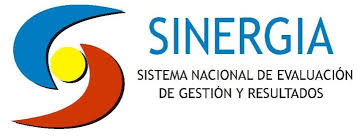 SINERGIA
SISTEMA NACIONAL DE EVALUACIÓN
DE GESTIÓN Y RESULTADOS